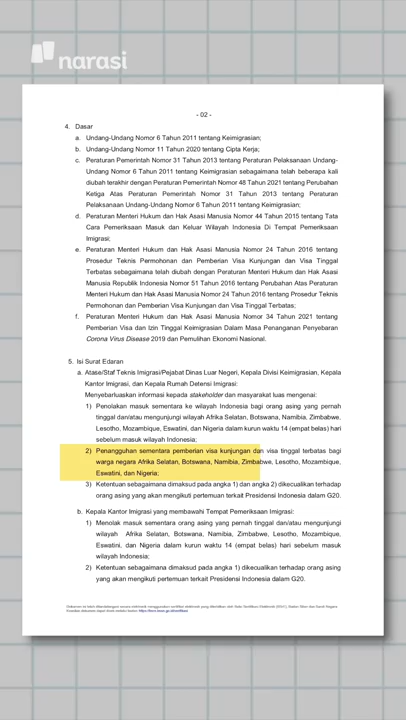 narasi
- 02 -
4. Dasar
a. Undang-Undang Nomor 6 Tahun 2011 tentang Keimigrasian;
b. Undang-Undang Nomor 11 Tahun 2020 tentang Cipta Kerja;
c. Peraturan Pemerintah Nomor 31 Tahun 2013 tentang Peraturan Pelaksanaan Undang-
Undang Nomor 6 Tahun 2011 tentang Keimigrasian sebagaimana telah beberapa kali
diubah terakhir dengan Peraturan Pemerintah Nomor 48 Tahun 2021 tentang Perubahan
Ketiga Atas Peraturan Pemerintah Nomor 31 Tahun 2013 tentang Peraturan
Pelaksanaan Undang-Undang Nomor 6 Tahun 2011 tentang Keimigrasian;
d. Peraturan Menteri Hukum dan Hak Asasi Manusia Nomor 44 Tahun 2015 tentang Tata
Cara Pemeriksaan Masuk dan Keluar Wilayah Indonesia Di Tempat Pemeriksaan
Imigrasi;
e. Peraturan Menteri Hukum dan Hak Asasi Manusia Nomor 24 Tahun 2016 tentang
Prosedur Teknis Permohonan dan Pemberian Visa Kunjungan dan Visa Tinggal
Terbatas sebagaimana telah diubah dengan Peraturan Menteri Hukum dan Hak Asasi
Manusia Republik Indonesia Nomor 51 Tahun 2016 tentang Perubahan Atas Peraturan
Menteri Hukum dan Hak Asasi Manusia Nomor 24 Tahun 2016 tentang Prosedur Teknis
Permohonan dan Pemberian Visa Kunjungan dan Visa Tinggal Terbatas;
f. Peraturan Menteri Hukum dan Hak Asasi Manusia Nomor 34 Tahun 2021 tentang
Pemberian Visa dan Izin Tinggal Keimigrasian Dalam Masa Penanganan Penyebaran
Corona Virus Disease 2019 dan Pemulihan Ekonomi Nasional.
5. Isi Surat Edaran
a. Atase/Staf Teknis Imigrasi/Pejabat Dinas Luar Negeri, Kepala Divisi Keimigrasian, Kepala
Kantor Imigrasi, dan Kepala Rumah Detensi Imigrasi:
Menyebarluaskan kepada stakeholder dan masyarakat luas mengenai:
1) Penolakan masuk sementara ke wilayah Indonesia bagi orang asing yang pernah
tinggal dan/atau mengunjungi wilayah Afrika Selatan, Botswana, Namibia, Zimbabwe,
Lesotho, Mozambique, Eswatini, dan Nigeria dalam kurun waktu 14 (empat belas) hari
sebelum masuk wilayah Indonesia;
2) Penangguhan sementara pemberian visa kunjungan dan visa tinggal terbatas bagi
warga negara Afrika Selatan, Botswana, Namibia, Zimbabwe, Lesotho, Mozambique,
Eswatini, dan Nigeria;
3) Ketentuan sebagaimana dimaksud pada angka 1) dan angka 2) dikecualikan terhadap
orang asing yang akan mengikuti pertemuan terkait Presidensi Indonesia dalam G20.
b. Kepala Kantor Imigrasi yang membawahi Tempat Pemeriksaan Imigrasi:
1) Menolak masuk sementara orang asing yang pernah tinggal dan/atau mengunjungi
wilayah Afrika Selatan, Botswana, Namibia, Zimbabwe, Lesotho, Mozambique,
Eswatini, dan Nigeria dalam kurun waktu 14 (empat belas) hari sebelum masuk
wilayah Indonesia;
2) Ketentuan sebagaimana dimaksud pada angka 1) dikecualikan terhadap orang asing
yang akan mengikuti pertemuan terkait Presidensi Indonesia dalam G20.